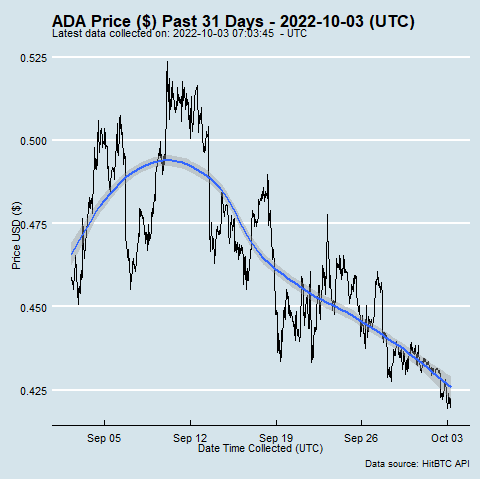 ADA Price ($) Past 31 Days - 2022-10-03 (UTC)
Latest data collected on: 2022-10-03 07:03:45 - UTC
0.525
0.500
0.475
0.450
0.425
Price USD ($)
Sep 05 Sep 12 Sep 19 Sep 26 Oct 03
Date Time Collected (UTC)
Data source: HitBTC API